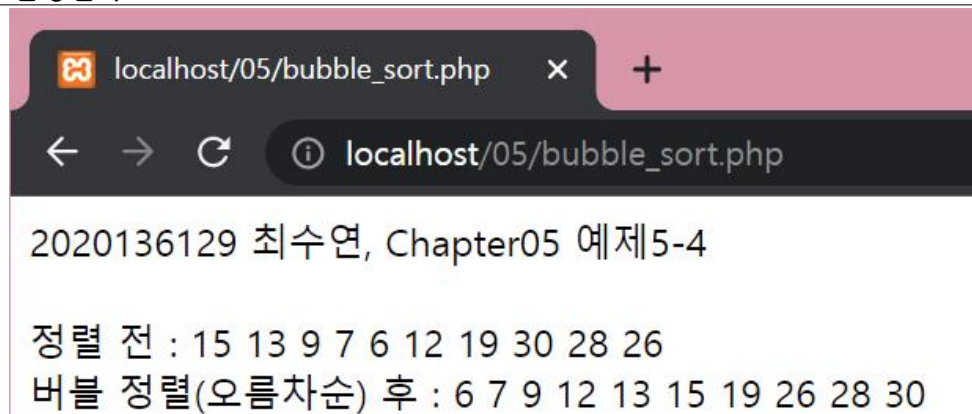 localhost/05/bubble_sort.php
localhost/05/bubble_sort.php
2020136129 최수연, Chapter05 예제5-4
정렬 전 : 15 13 9 7 6 12 19 30 28 26
버블 정렬(오름차순) 후 : 6 7 9 12 13 15 19 26 28 30